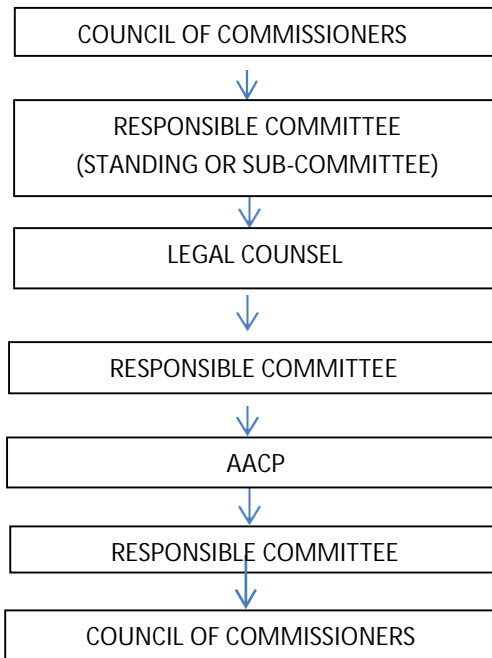 COUNCIL OF COMMISSIONERS
RESPONSIBLE COMMITTEE
(STANDING OR SUB-COMMITTEE)
LEGAL COUNSEL
RESPONSIBLE COMMITTEE
AACP
RESPONSIBLE COMMITTEE
COUNCIL OF COMMISSIONERS